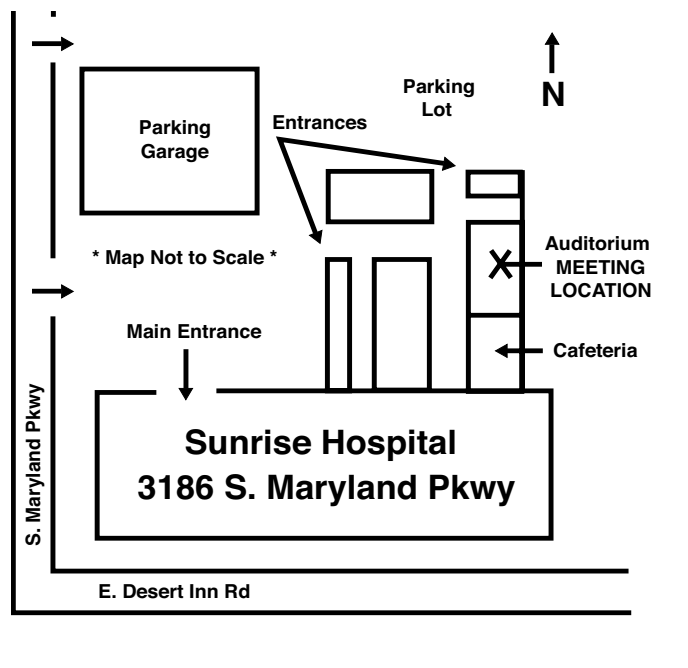 Parking
Lot
N
Parking
Garage
Entrances
* Map Not to Scale *
Auditorium
MEETING
LOCATION
Main Entrance
Cafeteria
S. Maryland Pkwy
Sunrise Hospital
3186 S. Maryland Pkwy
E. Desert Inn Rd